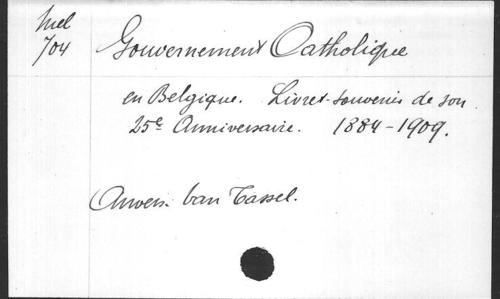 Mel
704
Gouvernement Catholique
en Belgique. Livret-souvenir de son
25e Anniversaire. 1884-1909.
Anvers. Van Tassel.